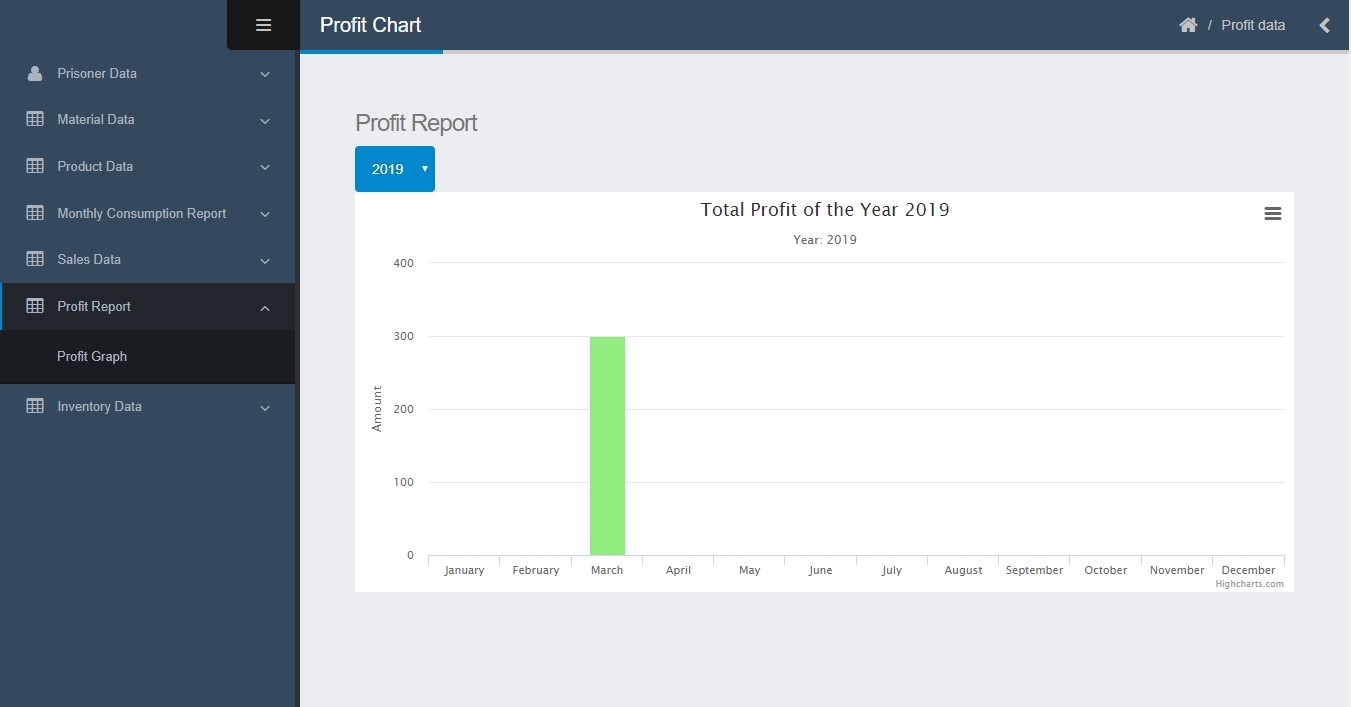 Profit Chart
/ Profit data
Prisoner Data
Material Data
Product Data
Monthly Consumption Report
Sales Data
Profit Report
Profit Graph
Inventory Data
Profit Report
2019
Total Profit of the Year 2019
Year: 2019
Amount
400
300
200
100
0
January February March April May June July August September October November December
Highcharts.com